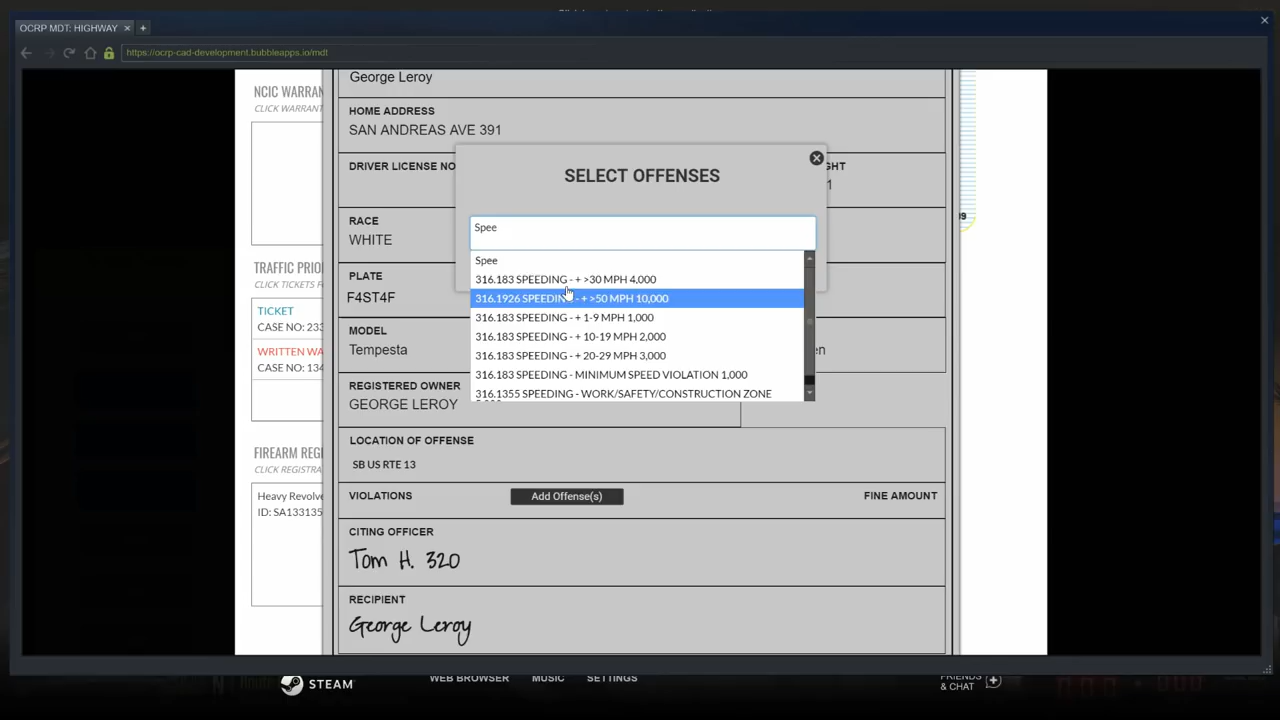 OCRP MDT: HIGHWAY
https://ocrp-cad-development.bubbleapps.io/mdt
NCIC WARRAN
CLICK WARRANT
TRAFFIC PRIOR
CLICK TICKETS F
TICKET
CASE NO: 233
WRITTEN WA
CASE NO: 134
FIREARM REGI
CLICK REGISTRA
Heavy Revolve
ID: SA133135
George Leroy
HOME ADDRESS
SAN ANDREAS AVE 391
DRIVER LICENSE NO
GHT
1
RACE
WHITE
PLATE
F4ST4F
MODEL
Tempesta
en
REGISTERED OWNER
GEORGE LEROY
SELECT OFFENSES
Spee
Spee
316.183 SPEEDING - + >30 MPH 4,000
316.1926 SPEEDING - + >50 MPH 10,000
316.183 SPEEDING - + 1-9 MPH 1,000
316.183 SPEEDING - + 10-19 MPH 2,000
316.183 SPEEDING - + 20-29 MPH 3,000
316.183 SPEEDING - MINIMUM SPEED VIOLATION 1,000
316.1355 SPEEDING - WORK/SAFETY/CONSTRUCTION ZONE
LOCATION OF OFFENSE
SB US RTE 13
VIOLATIONS
Add Offense(s)
FINE AMOUNT
CITING OFFICER
Tom H. 320
RECIPIENT
George Leroy
STEAM
WEB BROWSER
MUSIC
SETTINGS
FRIENDS
& CHAT